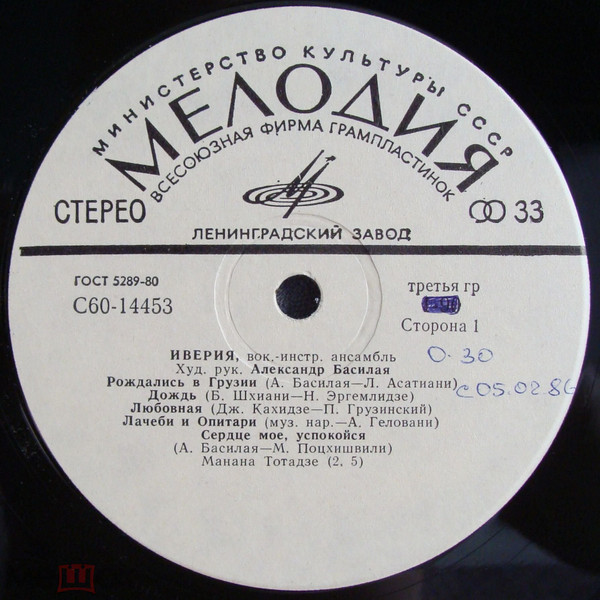 МИНИСТЕРСТВО КУЛЬТУРЫ СССР
МЕЛОДИЯ
ВСЕСОЮЗНАЯ ФИРМА ГРАМПЛАСТИНОК
СТЕРЕО
33
ЛЕНИНГРАДСКИЙ ЗАВОД
ГОСТ 5289-80
С60-14453
третья гр
Сторона 1
0-30
с 05.02.86
ИВЕРИЯ, вок.-инстр. ансамбль
Худ. рук. Александр Басилая
Рождались в Грузии (А. Басилая—Л. Асатиани)
Дождь (Б. Шхиани—Н. Эргемлидзе)
Любовная (Дж. Кахидзе—П. Грузинский)
Лачеби и Опитари (муз. нар.—А. Геловани)
Сердце мое, успокойся
(А. Басилая—М. Поцхишвили)
Манана Тотадзе (2, 5)